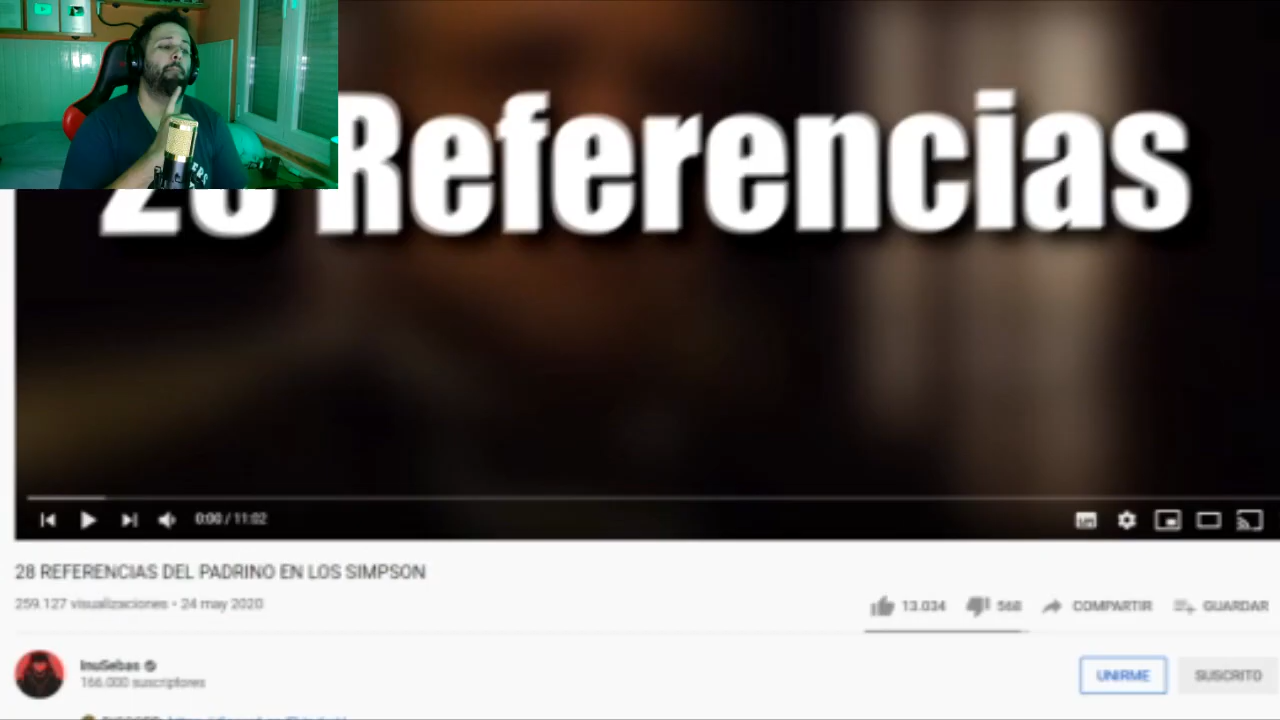 28 Referencias
0:00 / 11:02
28 REFERENCIAS DEL PADRINO EN LOS SIMPSON
259.127 visualizaciones • 24 may 2020
13.034 568 COMPARTIR GUARDAR
InuSebas
166.000 suscriptores
UNIRME SUSCRITO